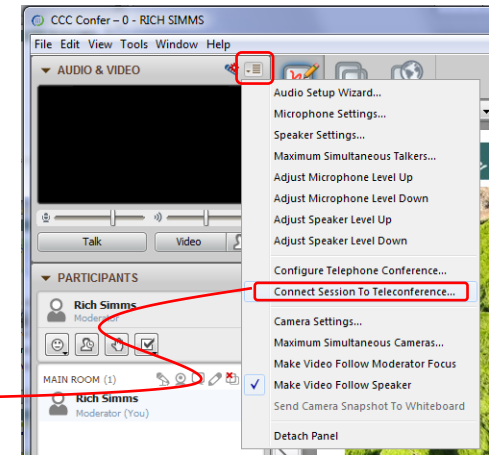 CCC Confer – 0 - RICH SIMMS
File Edit View Tools Window Help
AUDIO & VIDEO
Talk
Video
PARTICIPANTS
Rich Simms
Moderator
MAIN ROOM (1)
Rich Simms
Moderator (You)
Audio Setup Wizard...
Microphone Settings...
Speaker Settings...
Maximum Simultaneous Talkers...
Adjust Microphone Level Up
Adjust Microphone Level Down
Adjust Speaker Level Up
Adjust Speaker Level Down
Configure Telephone Conference...
Connect Session To Teleconference...
Camera Settings...
Maximum Simultaneous Cameras...
Make Video Follow Moderator Focus
Make Video Follow Speaker
Send Camera Snapshot To Whiteboard
Detach Panel